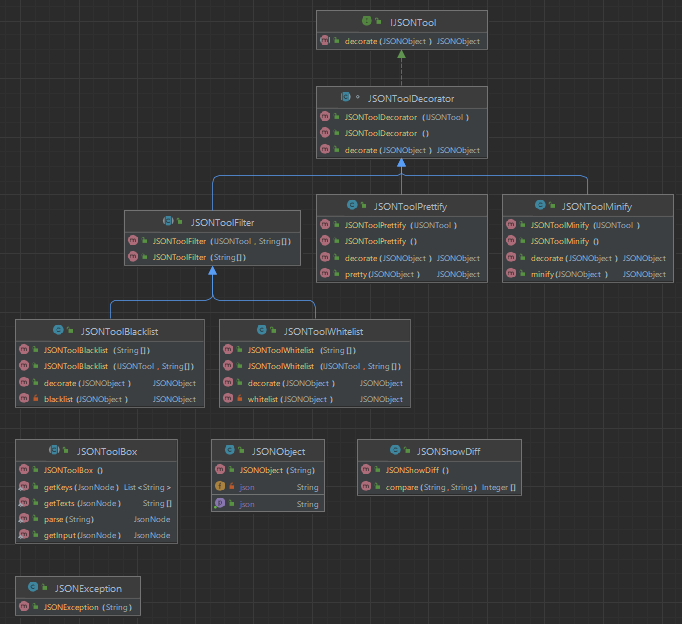 IJSONTool
decorate(JSONObject) JSONObject
JSONToolDecorator
JSONToolDecorator (IJSONTool)
JSONToolDecorator ()
decorate(JSONObject) JSONObject
JSONToolFilter
JSONToolFilter (IJSONTool, String[])
JSONToolFilter (String[])
JSONToolPrettify
JSONToolPrettify (IJSONTool)
JSONToolPrettify ()
decorate(JSONObject) JSONObject
pretty(JSONObject) JSONObject
JSONToolMinify
JSONToolMinify (IJSONTool)
JSONToolMinify ()
decorate(JSONObject) JSONObject
minify(JSONObject) JSONObject
JSONToolBlacklist
JSONToolBlacklist (String[])
JSONToolBlacklist (IJSONTool, String[])
decorate(JSONObject) JSONObject
blacklist(JSONObject) JSONObject
JSONToolWhitelist
JSONToolWhitelist (String[])
JSONToolWhitelist (IJSONTool, String[])
decorate(JSONObject) JSONObject
whitelist(JSONObject) JSONObject
JSONToolBox
JSONToolBox ()
getKeys(JsonNode) List<String>
getTexts(JsonNode) String[]
parse(String) JsonNode
getInput(JsonNode) JsonNode
JSONObject
JSONObject(String)
json String
json String
JSONShowDiff
JSONShowDiff ()
compare(String, String) Integer[]
JSONException
JSONException (String)